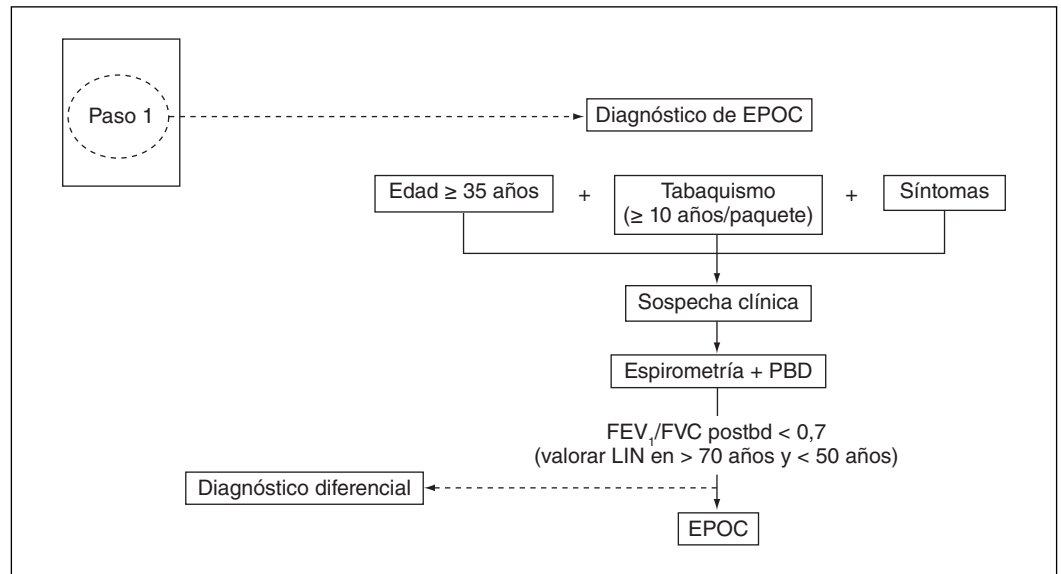 Paso 1
Diagnóstico de EPOC
Edad ≥ 35 años
+
Tabaquismo
(≥ 10 años/paquete)
+
Síntomas
Sospecha clínica
Espirometría + PBD
FEV₁/FVC postbd < 0,7
(valorar LIN en > 70 años y < 50 años)
Diagnóstico diferencial
EPOC